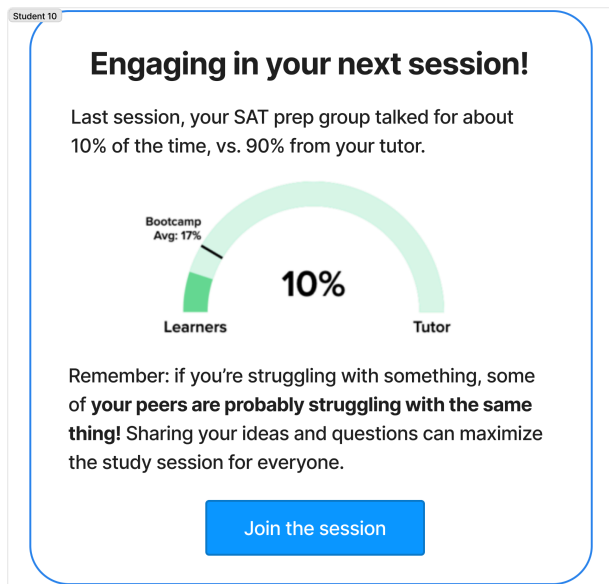 Student 10
Engaging in your next session!
Last session, your SAT prep group talked for about
10% of the time, vs. 90% from your tutor.
Bootcamp
Avg: 17%
10%
Learners
Tutor
Remember: if you’re struggling with something, some
of your peers are probably struggling with the same
thing! Sharing your ideas and questions can maximize
the study session for everyone.
Join the session